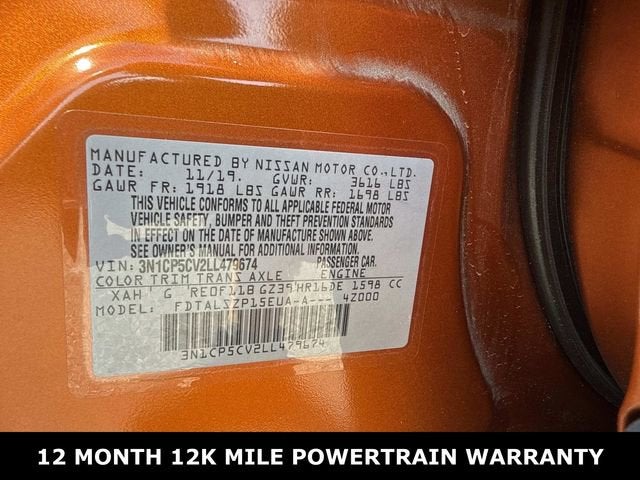 MANUFACTURED BY NISSAN MOTOR CO.,LTD.
DATE: 11/19. GVWR: 3616 LBS
GAWR FR: 1918 LBS GAWR RR: 1698 LBS
THIS VEHICLE CONFORMS TO ALL APPLICABLE FEDERAL MOTOR
VEHICLE SAFETY, BUMPER AND THEFT PREVENTION STANDARDS
IN EFFECT ON THE DATE OF MANUFACTURE SHOWN ABOVE.
SEE OWNER'S MANUAL FOR ADDITIONAL INFORMATION.
VIN: 3N1CP5CV2LL479674 PASSENGER CAR.
COLOR TRIM TRANS AXLE ENGINE
XAH G RE0F11B GZ39 HR16DE 1598 CC
MODEL: FDTALSZP15EUA-A--- 4Z000
3N1CP5CV2LL479674
12 MONTH 12K MILE POWERTRAIN WARRANTY